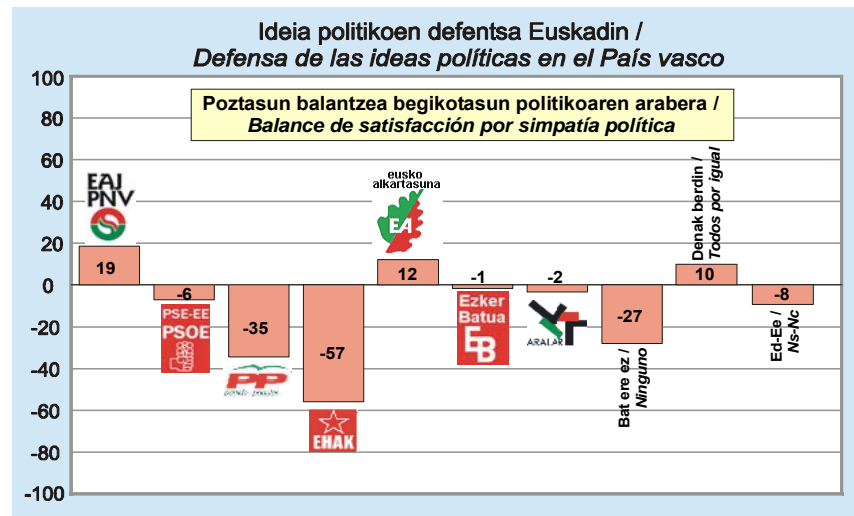 Ideia politikoen defentsa Euskadin /
Defensa de las ideas políticas en el País vasco
Poztasun balantzea begikotasun politikoaren arabera /
Balance de satisfacción por simpatía política
100
80
60
40
20
0
-20
-40
-60
-80
-100
EAJ
PNV
19
-6
PSE-EE
PSOE
-35
PP
-57
EHAK
eusko
alkartasuna
EA
12
-1
Ezker
Batua
EB
-2
ARALAR
-27
Bat ere ez /
Ninguno
Denak berdin /
Todos por igual
10
-8
Ed-Ee /
Ns-Nc